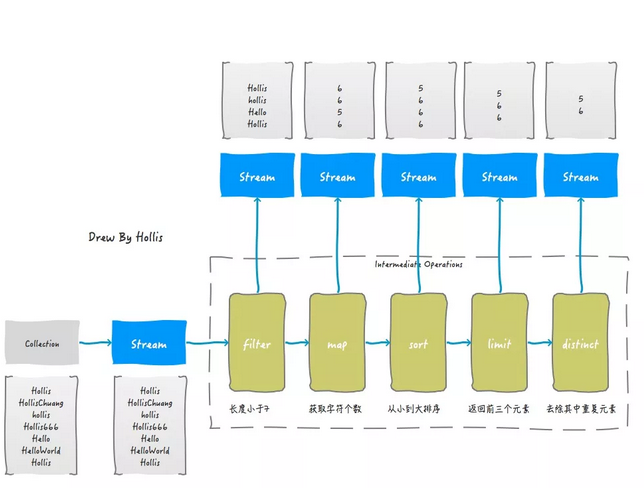 Hollis
hollis
Hello
Hollis
6
6
5
6
5
6
6
6
5
6
6
5
6
Stream
Stream
Stream
Stream
Stream
Drew By Hollis
Intermediate Operations
Collection
Stream
filter
map
sort
limit
distinct
长度小于7
获取字符个数
从小到大排序
返回前三个元素
去除其中重复元素
Hollis
HollisChuang
hollis
Hollis666
Hello
HelloWorld
Hollis
Hollis
HollisChuang
hollis
Hollis666
Hello
HelloWorld
Hollis